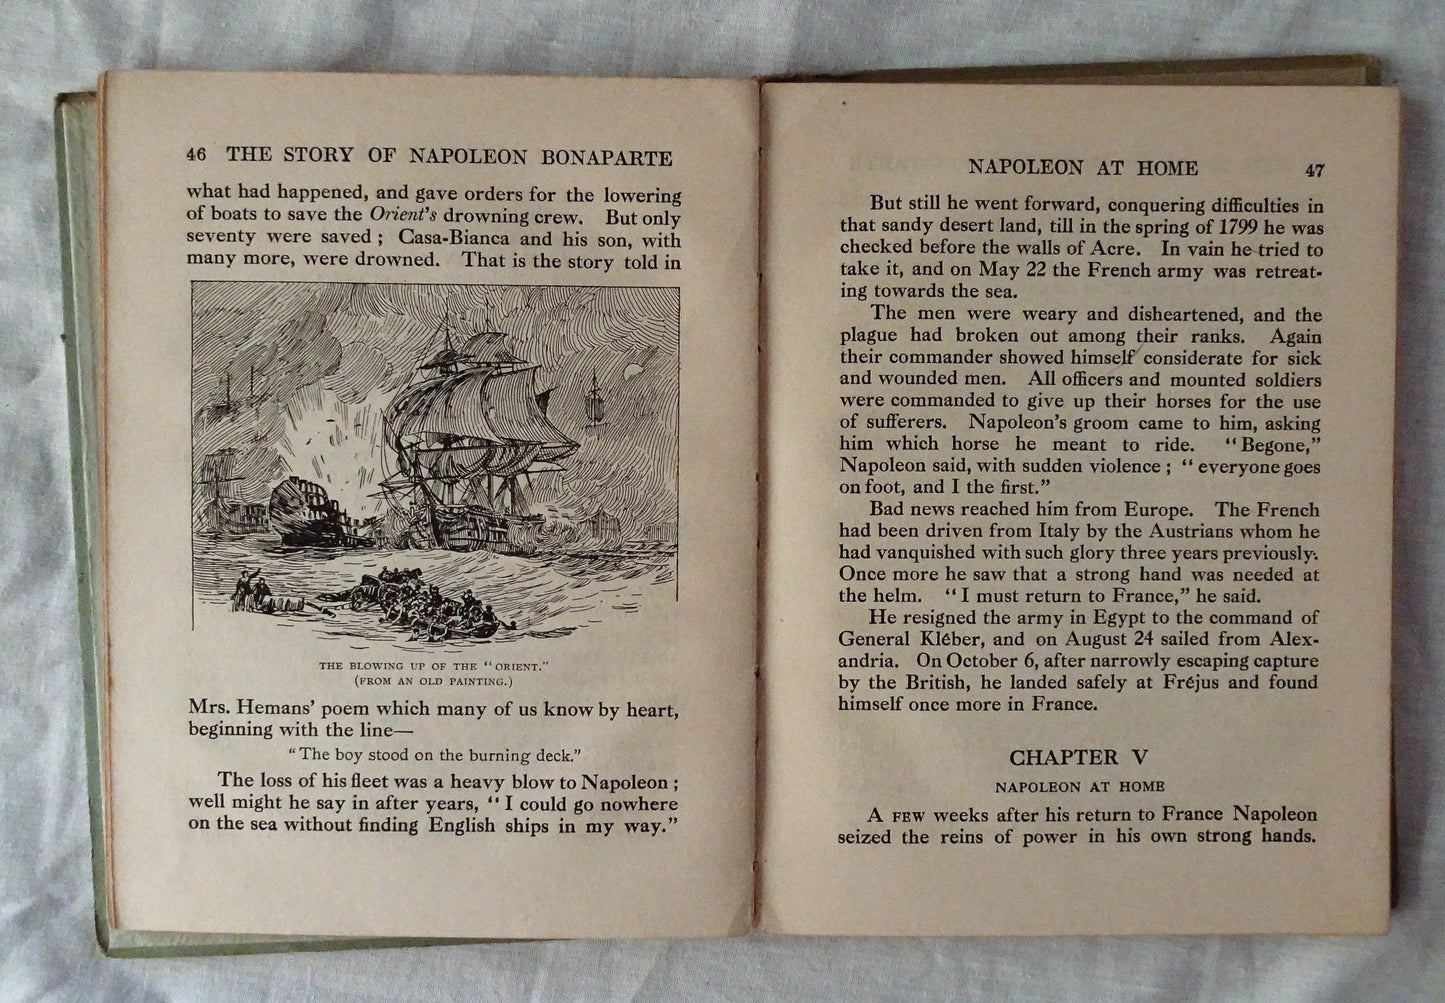 46 THE STORY OF NAPOLEON BONAPARTE
what had happened, and gave orders for the lowering
of boats to save the Orient's drowning crew. But only
seventy were saved; Casa-Bianca and his son, with
many more, were drowned. That is the story told in
THE BLOWING UP OF THE "ORIENT."
(FROM AN OLD PAINTING.)
Mrs. Hemans' poem which many of us know by heart,
beginning with the line—
"The boy stood on the burning deck."
The loss of his fleet was a heavy blow to Napoleon;
well might he say in after years, "I could go nowhere
on the sea without finding English ships in my way."
NAPOLEON AT HOME 47
But still he went forward, conquering difficulties in
that sandy desert land, till in the spring of 1799 he was
checked before the walls of Acre. In vain he tried to
take it, and on May 22 the French army was retreat-
ing towards the sea.
The men were weary and disheartened, and the
plague had broken out among their ranks. Again
their commander showed himself considerate for sick
and wounded men. All officers and mounted soldiers
were commanded to give up their horses for the use
of sufferers. Napoleon's groom came to him, asking
him which horse he meant to ride. "Begone,"
Napoleon said, with sudden violence; "everyone goes
on foot, and I the first."
Bad news reached him from Europe. The French
had been driven from Italy by the Austrians whom he
had vanquished with such glory three years previously.
Once more he saw that a strong hand was needed at
the helm. "I must return to France," he said.
He resigned the army in Egypt to the command of
General Kléber, and on August 24 sailed from Alex-
andria. On October 6, after narrowly escaping capture
by the British, he landed safely at Fréjus and found
himself once more in France.
CHAPTER V
NAPOLEON AT HOME
A FEW weeks after his return to France Napoleon
seized the reins of power in his own strong hands.